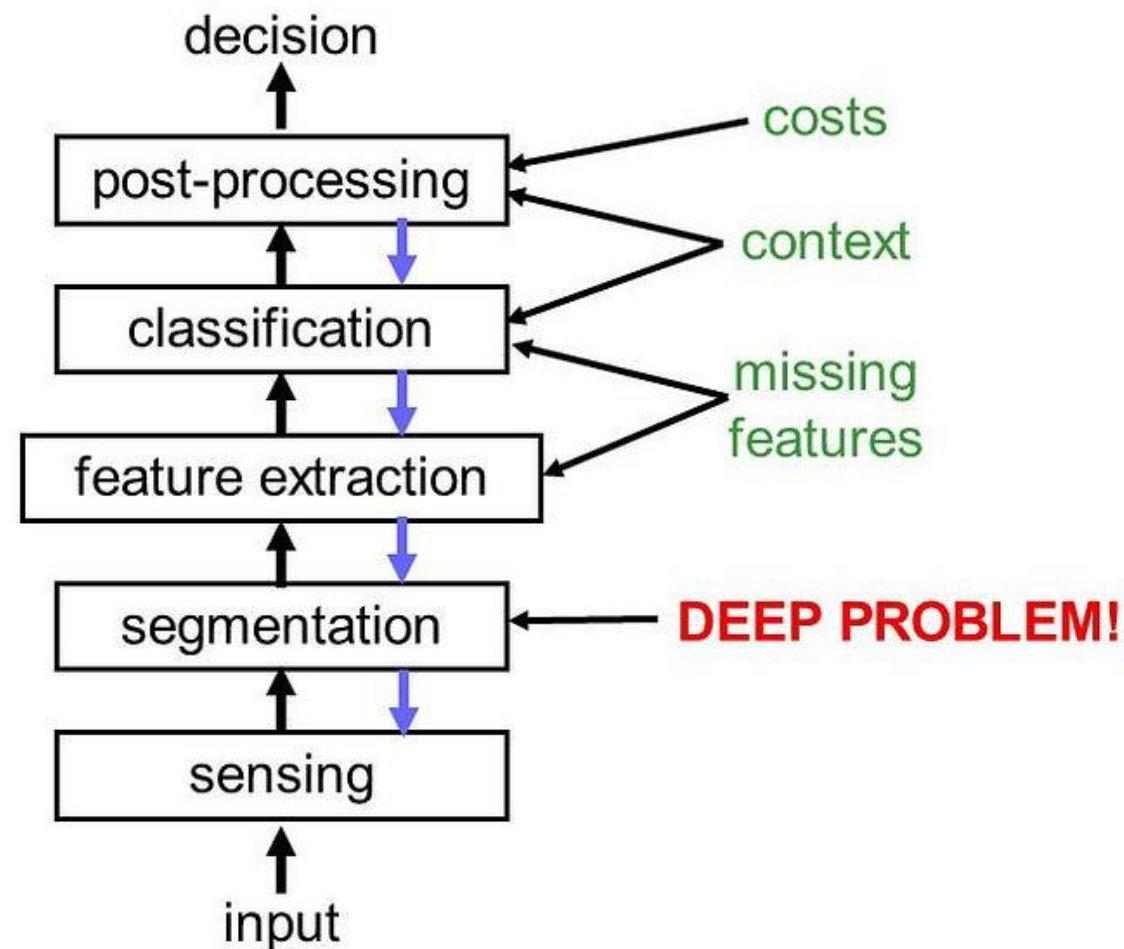 decision
costs
post-processing
context
classification
missing
features
feature extraction
segmentation
DEEP PROBLEM!
sensing
input